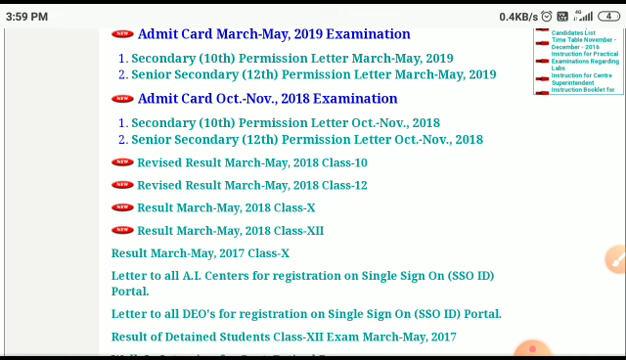 3:59 PM
0.4KB/s
4G
4
NEW Admit Card March-May, 2019 Examination
1. Secondary (10th) Permission Letter March-May, 2019
2. Senior Secondary (12th) Permission Letter March-May, 2019
NEW Admit Card Oct.-Nov., 2018 Examination
1. Secondary (10th) Permission Letter Oct.-Nov., 2018
2. Senior Secondary (12th) Permission Letter Oct.-Nov., 2018
NEW Revised Result March-May, 2018 Class-10
NEW Revised Result March-May, 2018 Class-12
NEW Result March-May, 2018 Class-X
NEW Result March-May, 2018 Class-XII
Result March-May, 2017 Class-X
Letter to all A.I. Centers for registration on Single Sign On (SSO ID)
Portal.
Letter to all DEO's for registration on Single Sign On (SSO ID) Portal.
Result of Detained Students Class-XII Exam March-May, 2017
Candidates List
Time Table November -
December - 2016
Instruction for Practical
Examinations Regarding
Labs
Instruction for Centre
Superintendent
Instruction Booklet for